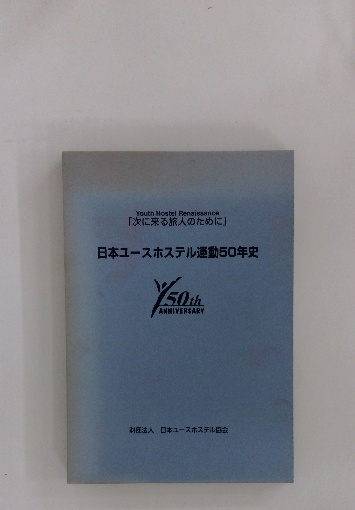 Youth Hostel Renaissance
「次に来る旅人のために」
日本ユースホステル運動50年史
50th
ANNIVERSARY
財団法人 日本ユースホステル協会